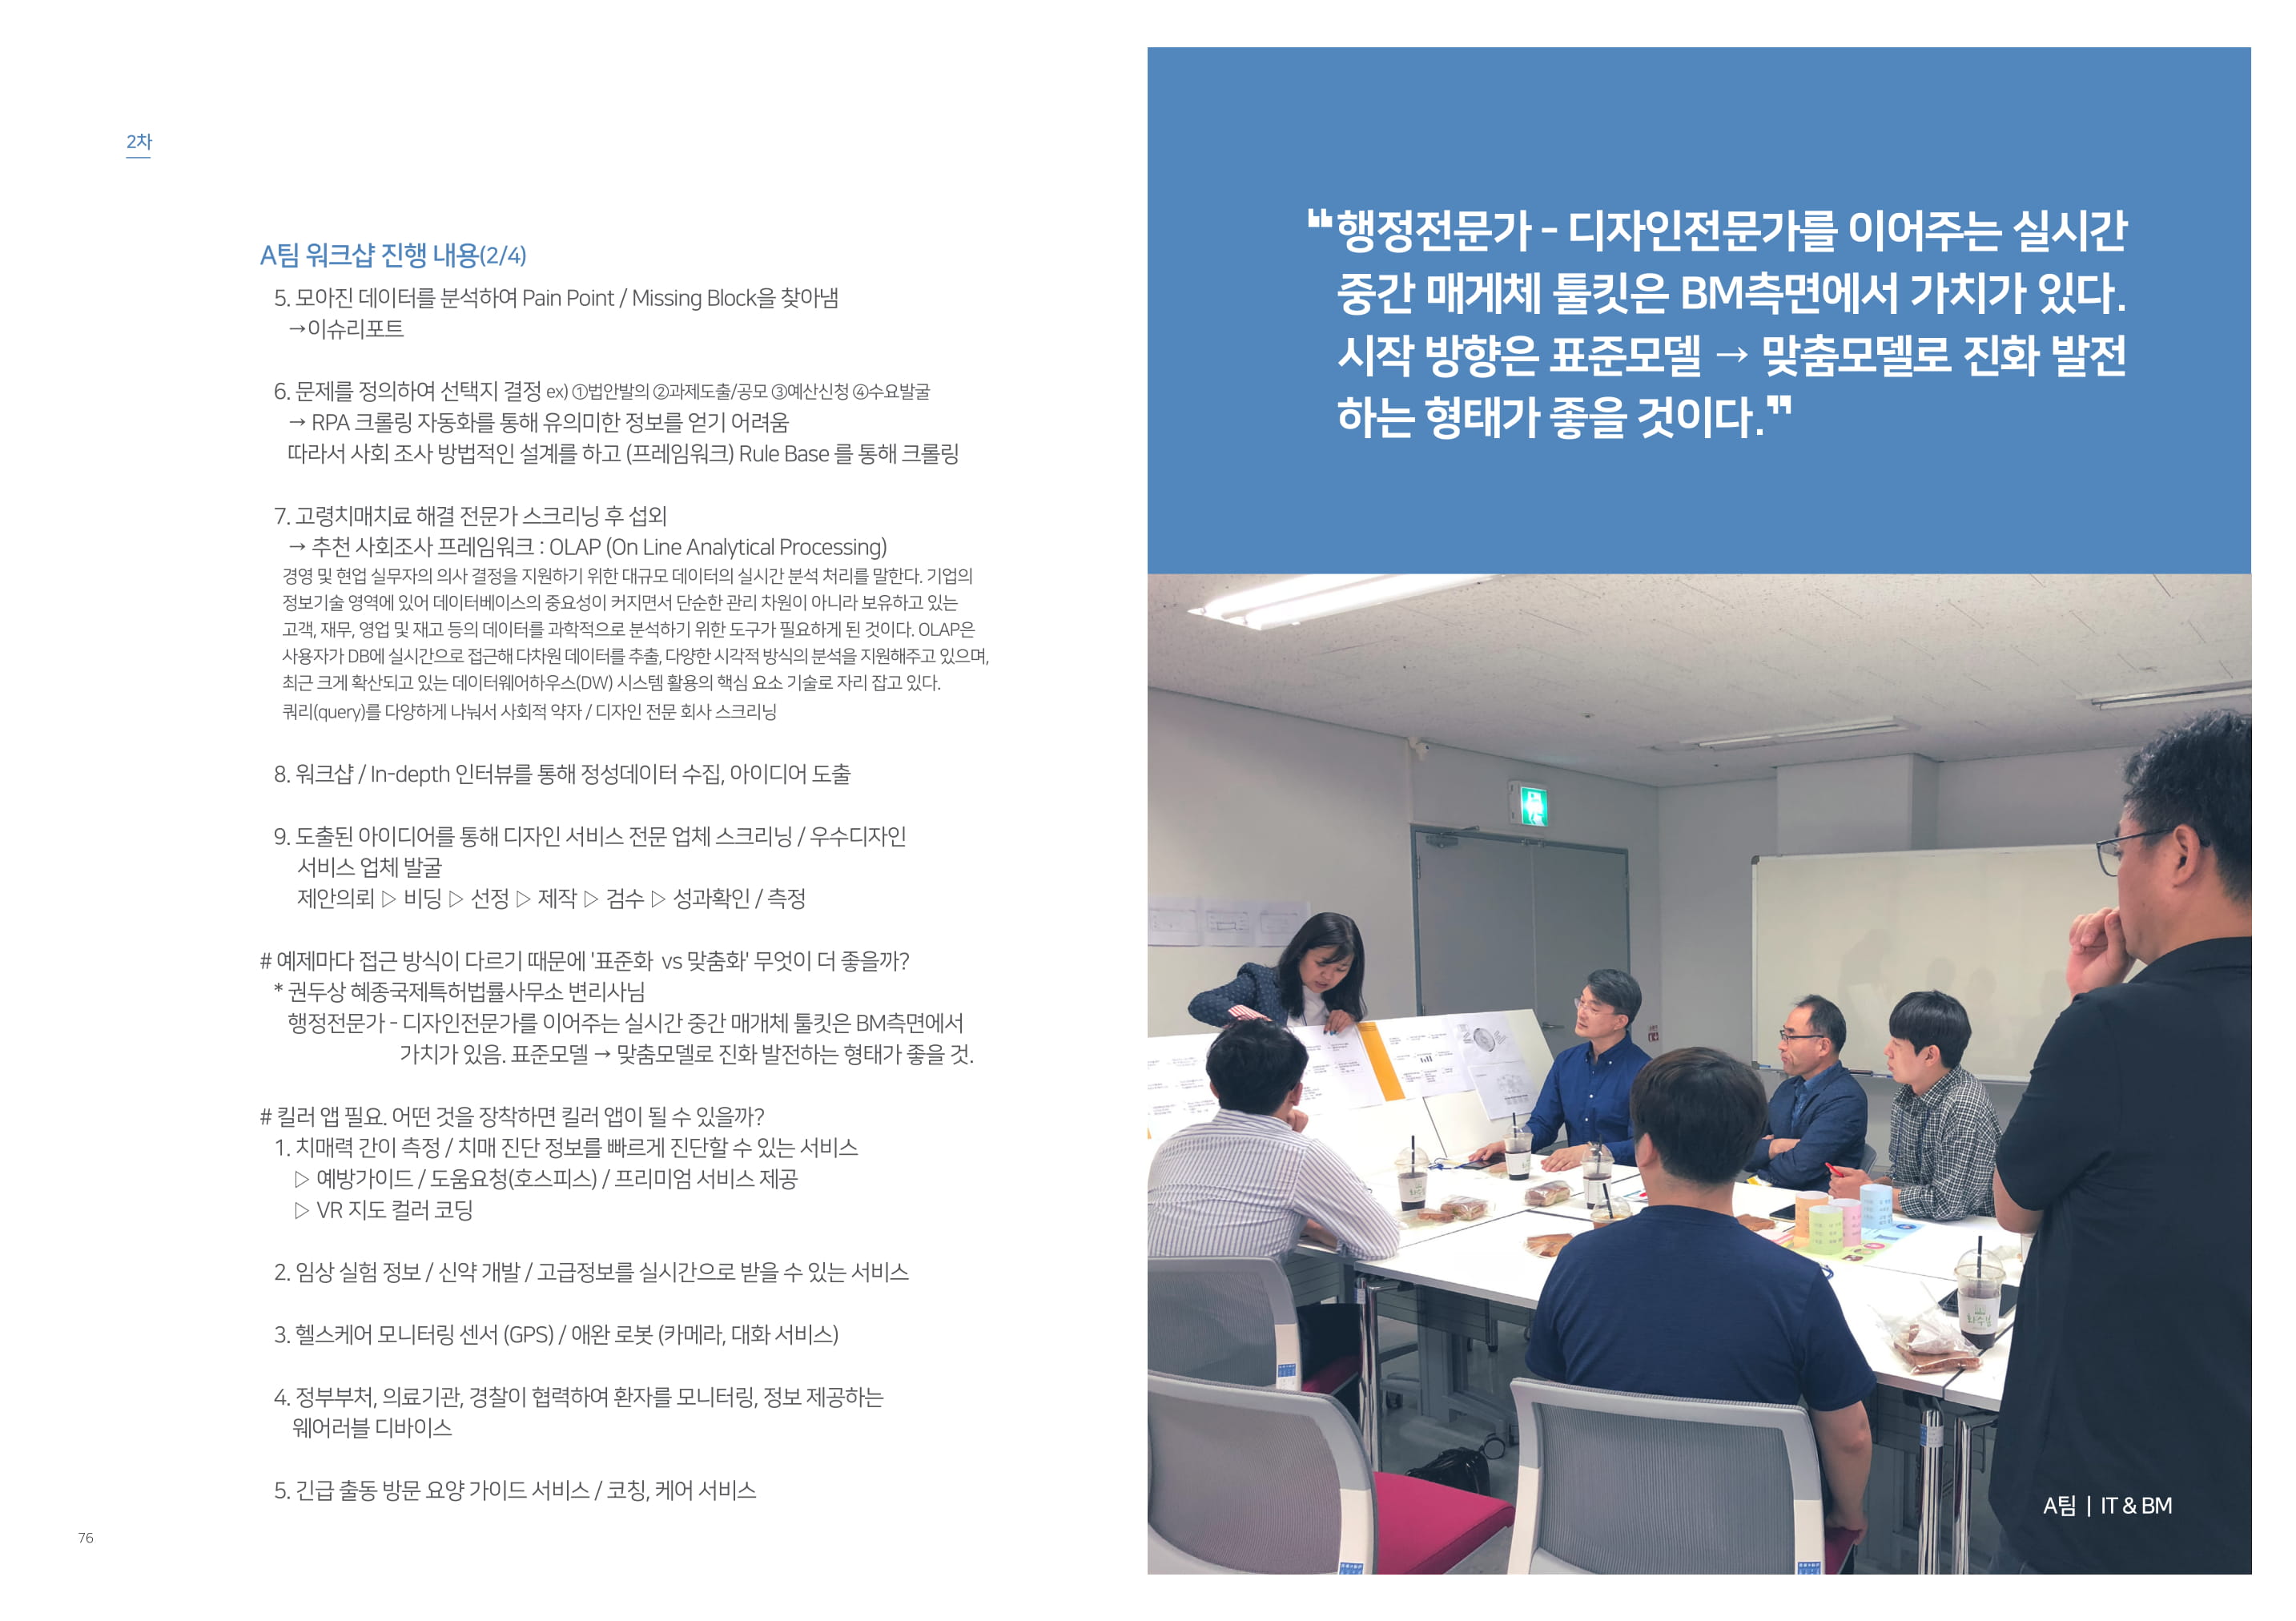 2차
A팀 워크샵 진행 내용(2/4)
5. 모아진 데이터를 분석하여 Pain Point / Missing Block을 찾아냄
→이슈리포트
6. 문제를 정의하여 선택지 결정 ex) ①법안발의 ②과제도출/공모 ③예산신청 ④수요발굴
→ RPA 크롤링 자동화를 통해 유의미한 정보를 얻기 어려움
따라서 사회 조사 방법적인 설계를 하고 (프레임워크) Rule Base 를 통해 크롤링
7. 고령치매치료 해결 전문가 스크리닝 후 섭외
→ 추천 사회조사 프레임워크 : OLAP (On Line Analytical Processing)
경영 및 현업 실무자의 의사 결정을 지원하기 위한 대규모 데이터의 실시간 분석 처리를 말한다. 기업의
정보기술 영역에 있어 데이터베이스의 중요성이 커지면서 단순한 관리 차원이 아니라 보유하고 있는
고객, 재무, 영업 및 재고 등의 데이터를 과학적으로 분석하기 위한 도구가 필요하게 된 것이다. OLAP은
사용자가 DB에 실시간으로 접근해 다차원 데이터를 추출, 다양한 시각적 방식의 분석을 지원해주고 있으며,
최근 크게 확산되고 있는 데이터웨어하우스(DW) 시스템 활용의 핵심 요소 기술로 자리 잡고 있다.
쿼리(query)를 다양하게 나눠서 사회적 약자 / 디자인 전문 회사 스크리닝
8. 워크샵 / In-depth 인터뷰를 통해 정성데이터 수집, 아이디어 도출
9. 도출된 아이디어를 통해 디자인 서비스 전문 업체 스크리닝 / 우수디자인
서비스 업체 발굴
제안의뢰 ▷ 비딩 ▷ 선정 ▷ 제작 ▷ 검수 ▷ 성과확인 / 측정
# 예제마다 접근 방식이 다르기 때문에 '표준화 vs 맞춤화' 무엇이 더 좋을까?
* 권두상 혜종국제특허법률사무소 변리사님
행정전문가 - 디자인전문가를 이어주는 실시간 중간 매개체 툴킷은 BM측면에서
가치가 있음. 표준모델 → 맞춤모델로 진화 발전하는 형태가 좋을 것.
# 킬러 앱 필요. 어떤 것을 장착하면 킬러 앱이 될 수 있을까?
1. 치매력 간이 측정 / 치매 진단 정보를 빠르게 진단할 수 있는 서비스
▷ 예방가이드 / 도움요청(호스피스) / 프리미엄 서비스 제공
▷ VR 지도 컬러 코딩
2. 임상 실험 정보 / 신약 개발 / 고급정보를 실시간으로 받을 수 있는 서비스
3. 헬스케어 모니터링 센서 (GPS) / 애완 로봇 (카메라, 대화 서비스)
4. 정부부처, 의료기관, 경찰이 협력하여 환자를 모니터링, 정보 제공하는
웨어러블 디바이스
5. 긴급 출동 방문 요양 가이드 서비스 / 코칭, 케어 서비스
76
❝행정전문가 - 디자인전문가를 이어주는 실시간
중간 매게체 툴킷은 BM측면에서 가치가 있다.
시작 방향은 표준모델 → 맞춤모델로 진화 발전
하는 형태가 좋을 것이다.❞
A팀 | IT & BM